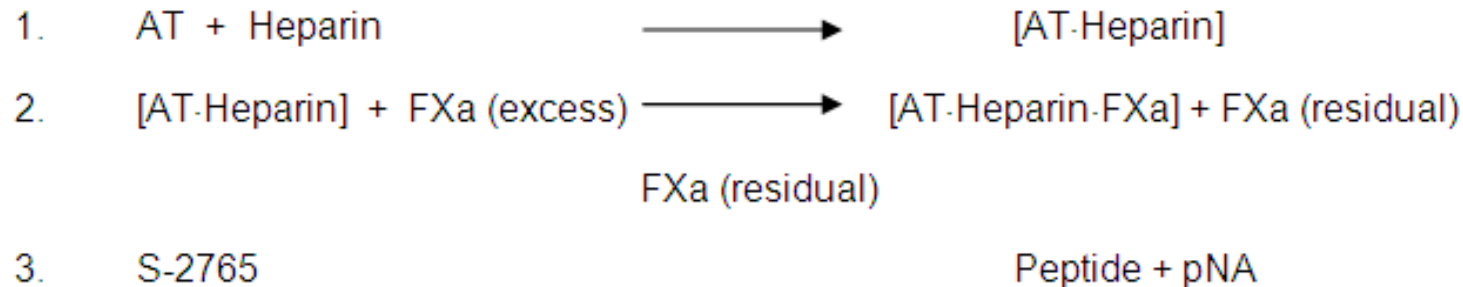 1. AT + Heparin [AT-Heparin]
2. [AT-Heparin] + FXa (excess) [AT-Heparin-FXa] + FXa (residual)
FXa (residual)
3. S-2765 Peptide + pNA